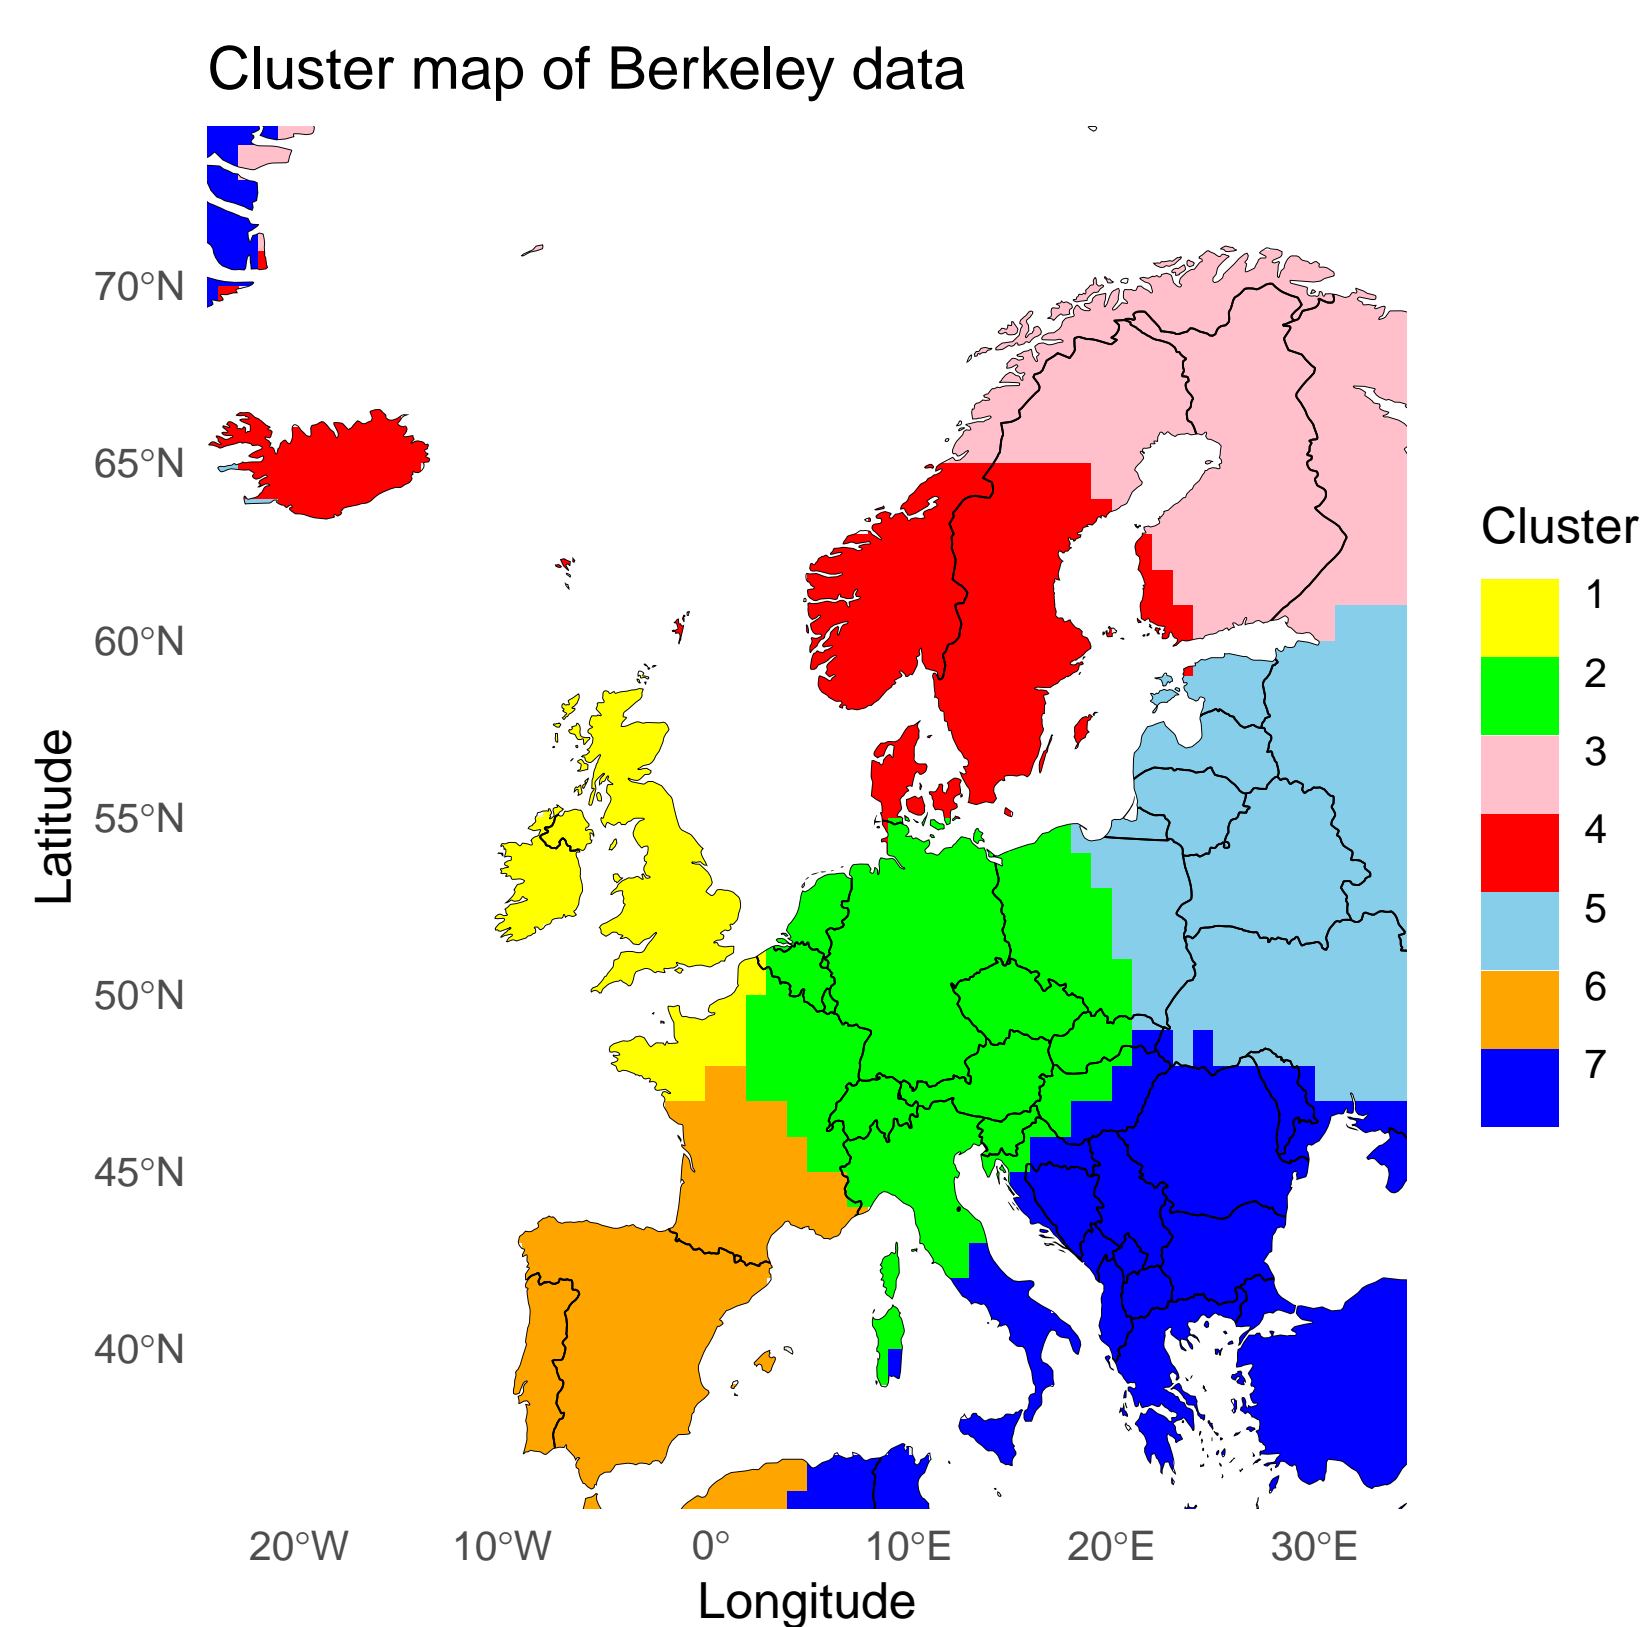 Cluster map of Berkeley data
70°N
65°N
60°N
55°N
50°N
45°N
40°N
Latitude
20°W 10°W 0° 10°E 20°E 30°E
Longitude
Cluster
1
2
3
4
5
6
7